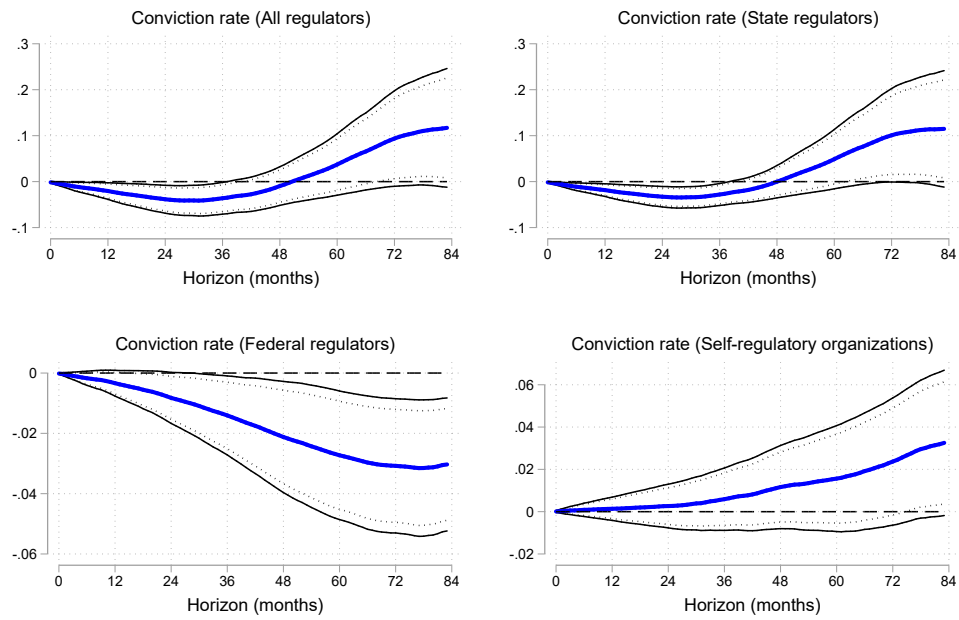 Conviction rate (All regulators)
.3
.2
.1
0
-.1
0 12 24 36 48 60 72 84
Horizon (months)
Conviction rate (State regulators)
.3
.2
.1
0
-.1
0 12 24 36 48 60 72 84
Horizon (months)
Conviction rate (Federal regulators)
0
-.02
-.04
-.06
0 12 24 36 48 60 72 84
Horizon (months)
Conviction rate (Self-regulatory organizations)
.06
.04
.02
0
-.02
0 12 24 36 48 60 72 84
Horizon (months)